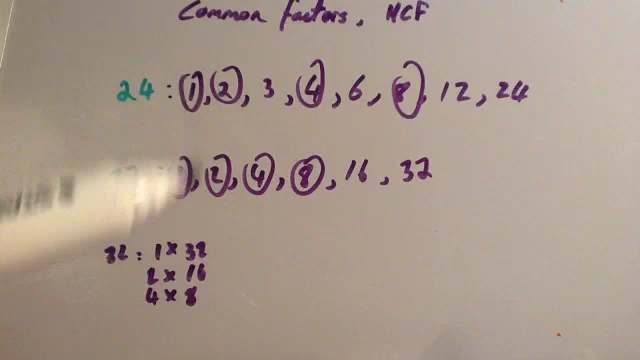 Common factors, HCF
24 : 1, 2, 3, 4, 6, 8, 12, 24
, 2, 4, 8, 16, 32
32 : 1 x 32
2 x 16
4 x 8